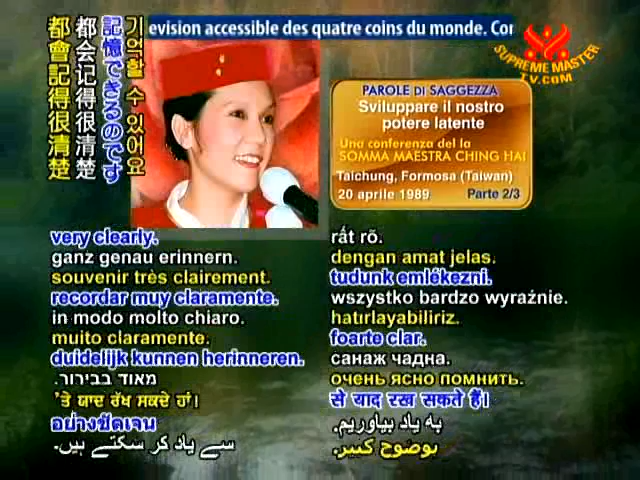 evision accessible des quatre coins du monde. Con
SUPREME MASTER
TV.COM
기억할 수 있어요
記憶できるのです
都会记得很清楚
都會記得很清楚
PAROLE DI SAGGEZZA
Sviluppare il nostro
potere latente
Una conferenza del la
SOMMA MAESTRA CHING HAI
Taichung, Formosa (Taiwan)
20 aprile 1989 Parte 2/3
very clearly.
ganz genau erinnern.
souvenir très clairement.
recordar muy claramente.
in modo molto chiaro.
muito claramente.
duidelijk kunnen herinneren.
מאוד בבירור.
'ਤੇ ਯਾਦ ਰੱਖ ਸਕਦੇ ਹਾਂ।
อย่างชัดเจน
سے یاد کر سکتے ہیں۔
rất rõ.
dengan amat jelas.
tudunk emlékezni.
wszystko bardzo wyraźnie.
hatırlayabiliriz.
foarte clar.
санаж чадна.
очень ясно помнить.
से याद रख सकते हैं।
به یاد بیاوریم.
بوضوح كبير.